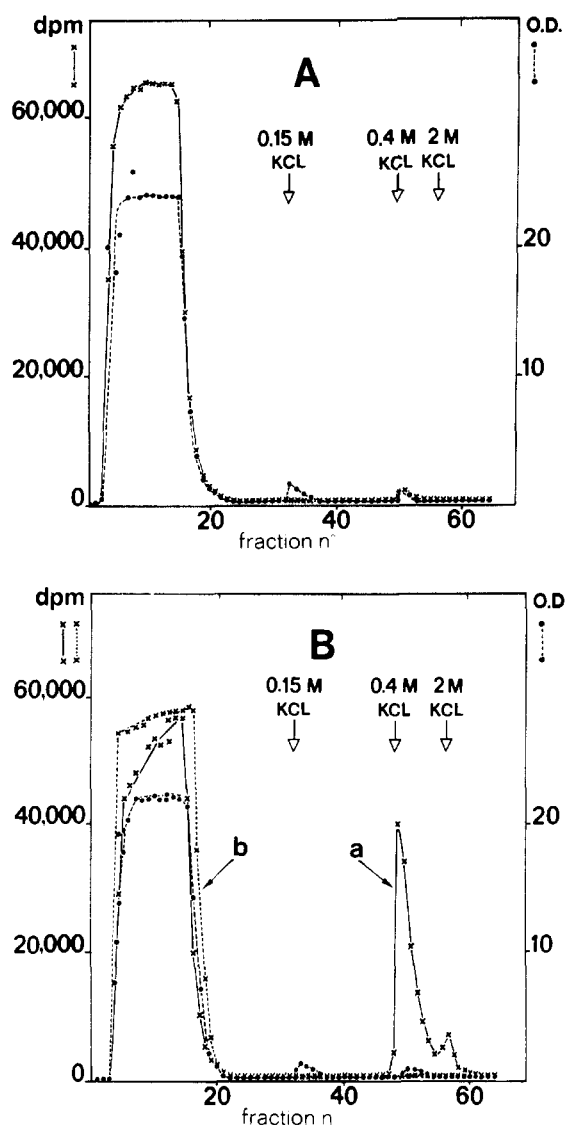 dpm
O.D.
A
60,000
0.15 M
KCL
0.4 M
KCL
2 M
KCL
40,000
20
20,000
10
0
20
40
60
fraction n°
dpm
O.D
B
60,000
0.15 M
KCL
0.4 M
KCL
2 M
KCL
40,000
20
b
a
20,000
10
0
20
40
60
fraction n